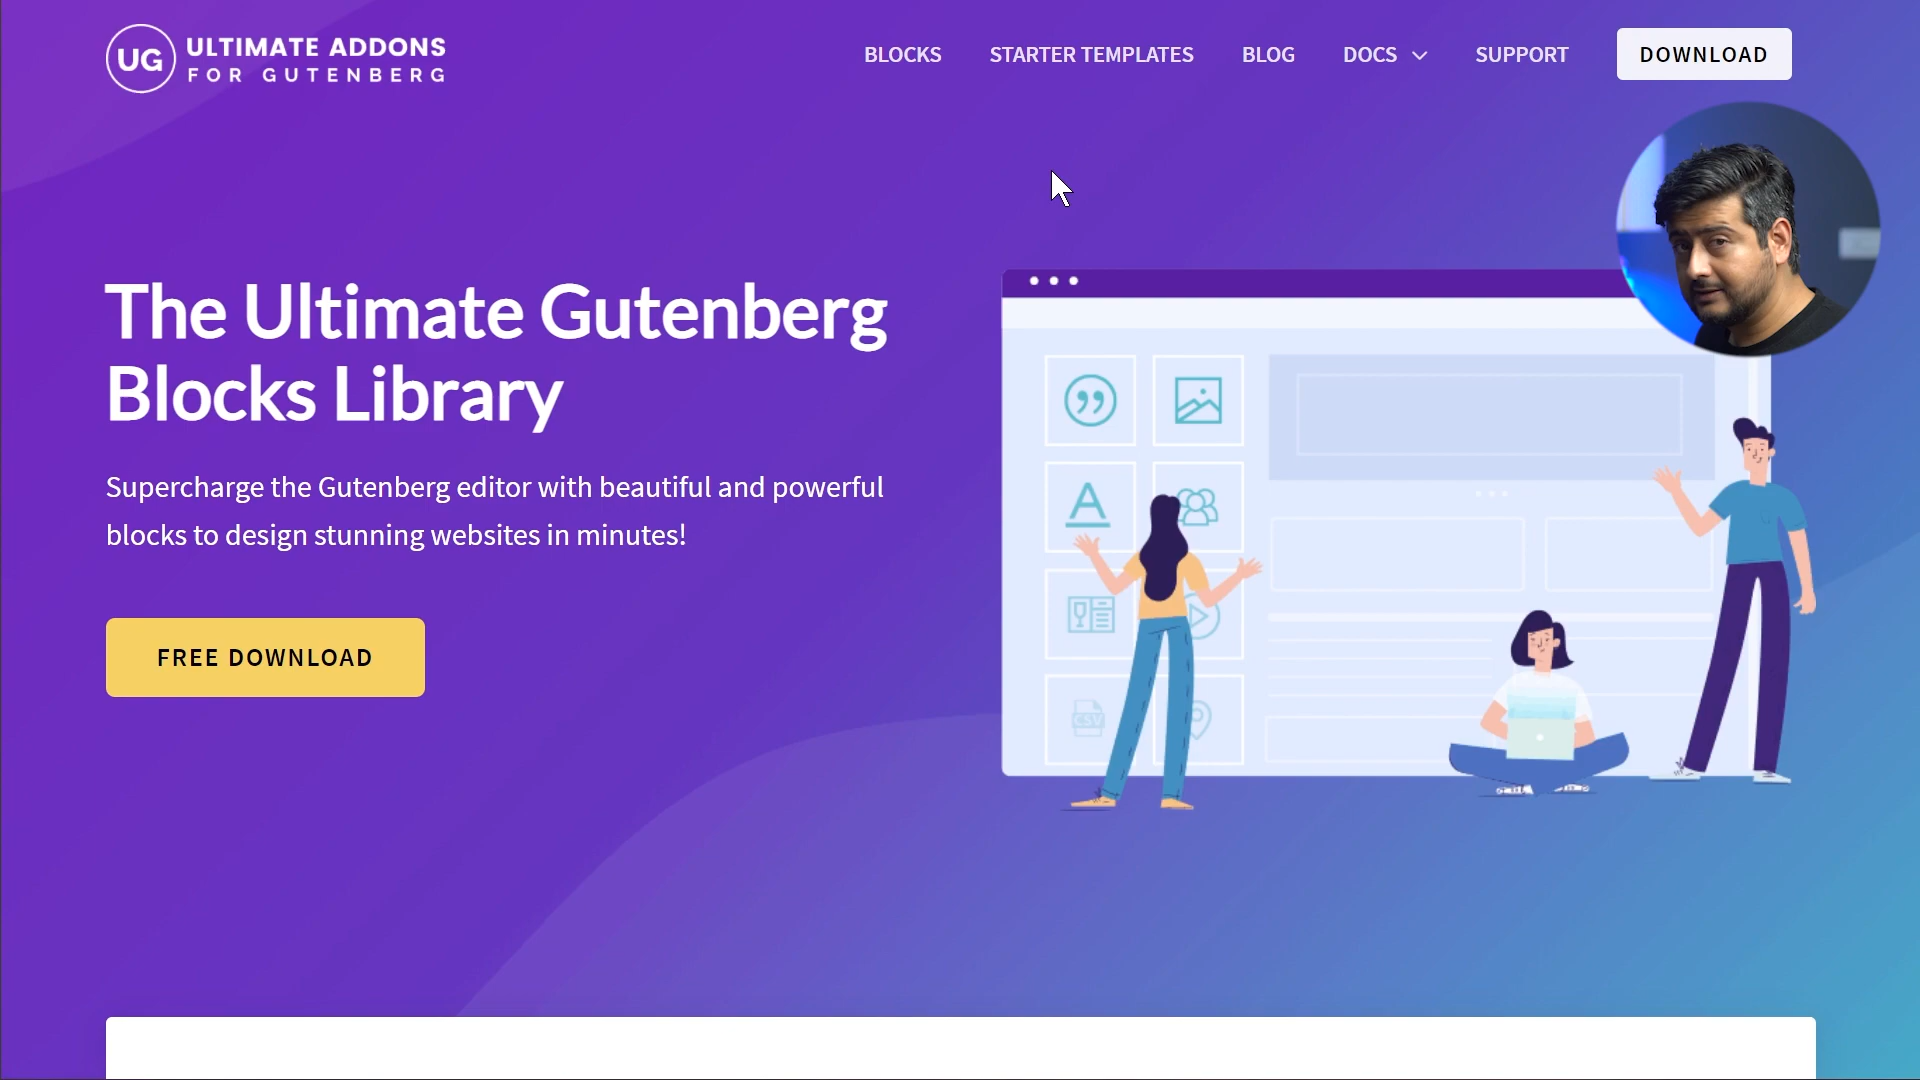 UG
ULTIMATE ADDONS
FOR GUTENBERG
BLOCKS
STARTER TEMPLATES
BLOG
DOCS
SUPPORT
DOWNLOAD
The Ultimate Gutenberg
Blocks Library
Supercharge the Gutenberg editor with beautiful and powerful
blocks to design stunning websites in minutes!
FREE DOWNLOAD
A
CSV